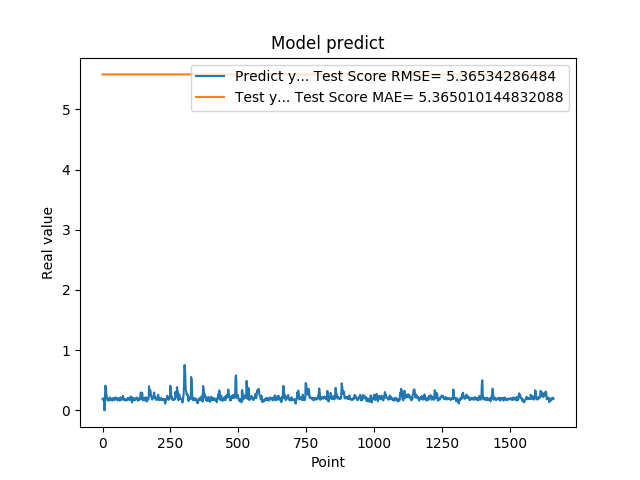 Model predict
Predict y... Test Score RMSE= 5.36534286484
Test y... Test Score MAE= 5.365010144832088
Real value
5
4
3
2
1
0
0 250 500 750 1000 1250 1500
Point